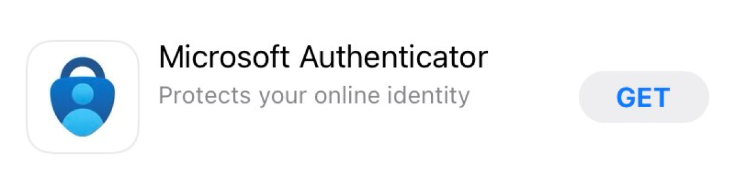 Microsoft Authenticator
Protects your online identity
GET